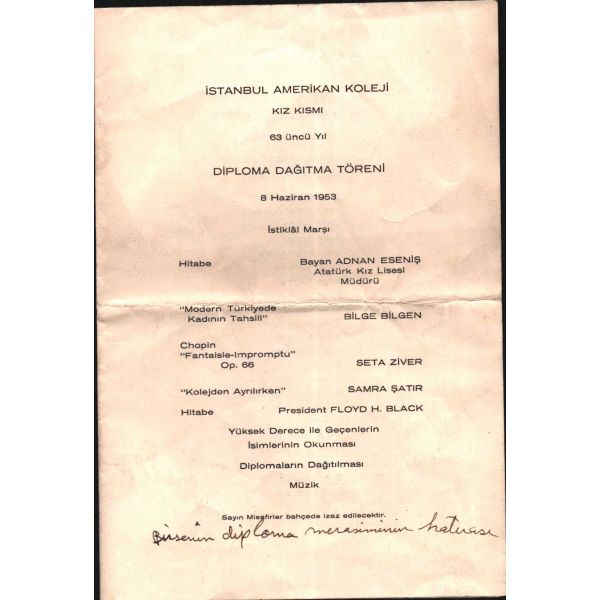 İSTANBUL AMERİKAN KOLEJİ
KIZ KISMI
63 üncü Yıl
DİPLOMA DAĞITMA TÖRENİ
8 Haziran 1953
İstiklâl Marşı
Hitabe Bayan ADNAN ESENİŞ
Atatürk Kız Lisesi
Müdürü
"Modern Türkiyede
Kadının Tahsili" BİLGE BİLGEN
Chopin
"Fantaisie-Impromptu"
Op. 66 SETA ZİVER
"Kolejden Ayrılırken" SAMRA ŞATIR
Hitabe President FLOYD H. BLACK
Yüksek Derece ile Geçenlerin
İsimlerinin Okunması
Diplomaların Dağıtılması
Müzik
Sayın Misafirler bahçede izaz edilecektir.
Birsen'in diploma merasiminin hatırası